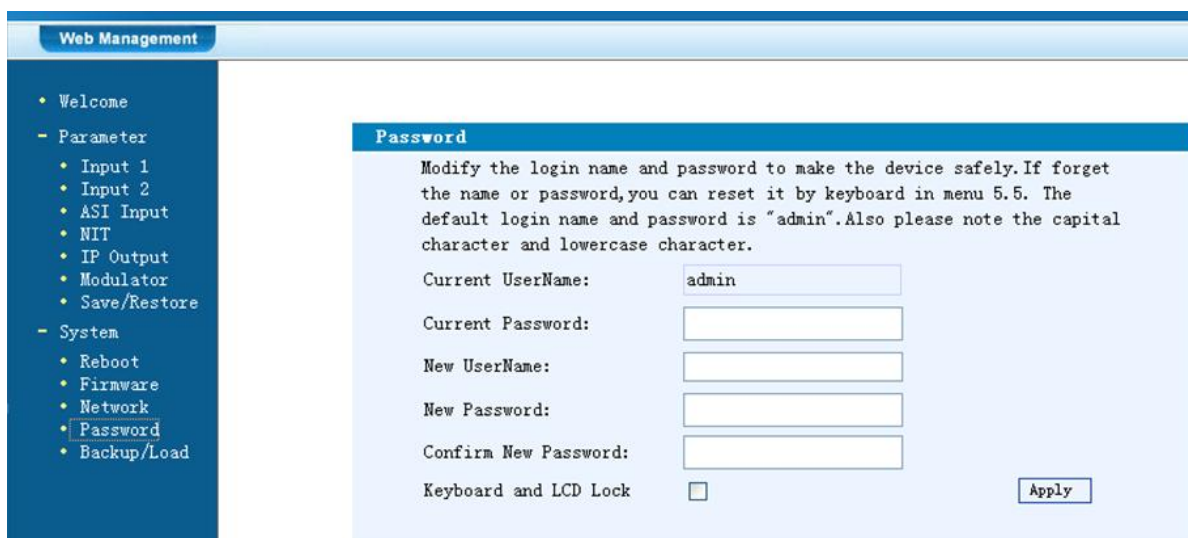 Web Management
Welcome
Parameter
Input 1
Input 2
ASI Input
NIT
IP Output
Modulator
Save/Restore
System
Reboot
Firmware
Network
Password
Backup/Load
Password
Modify the login name and password to make the device safely.If forget
the name or password,you can reset it by keyboard in menu 5.5. The
default login name and password is "admin".Also please note the capital
character and lowercase character.
Current UserName: admin
Current Password:
New UserName:
New Password:
Confirm New Password:
Keyboard and LCD Lock Apply